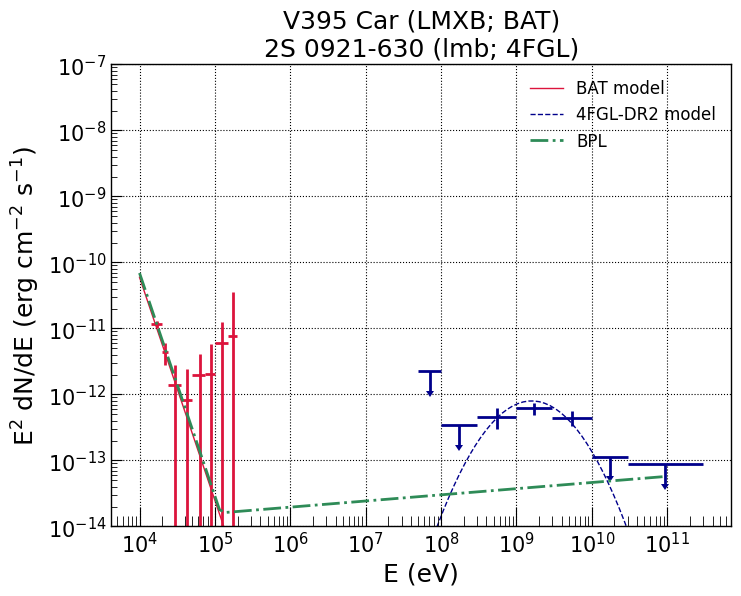 V395 Car (LMXB; BAT)
2S 0921-630 (lmb; 4FGL)
BAT model
4FGL-DR2 model
BPL
E² dN/dE (erg cm⁻² s⁻¹)
10⁻⁷
10⁻⁸
10⁻⁹
10⁻¹⁰
10⁻¹¹
10⁻¹²
10⁻¹³
10⁻¹⁴
10⁴ 10⁵ 10⁶ 10⁷ 10⁸ 10⁹ 10¹⁰ 10¹¹
E (eV)